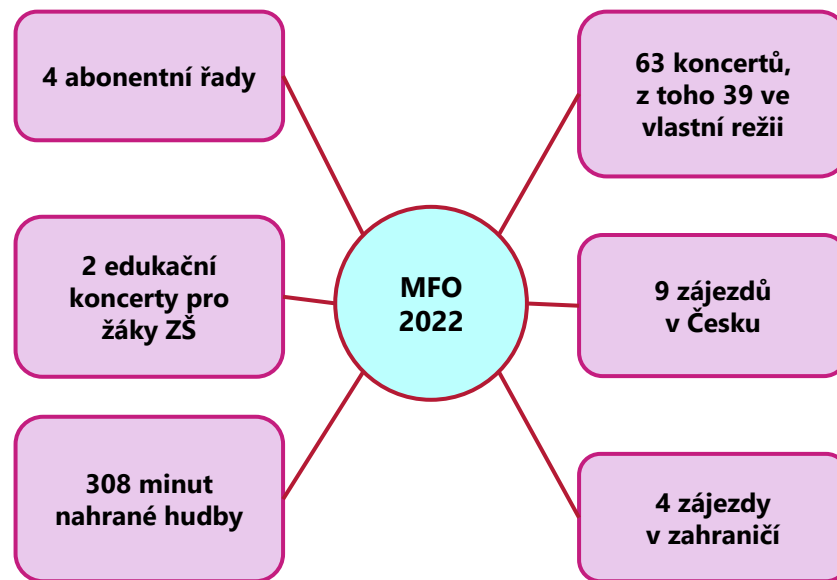 4 abonentní řady
63 koncertů,
z toho 39 ve
vlastní režii
2 edukační
koncerty pro
žáky ZŠ
MFO
2022
9 zájezdů
v Česku
308 minut
nahrané hudby
4 zájezdy
v zahraničí